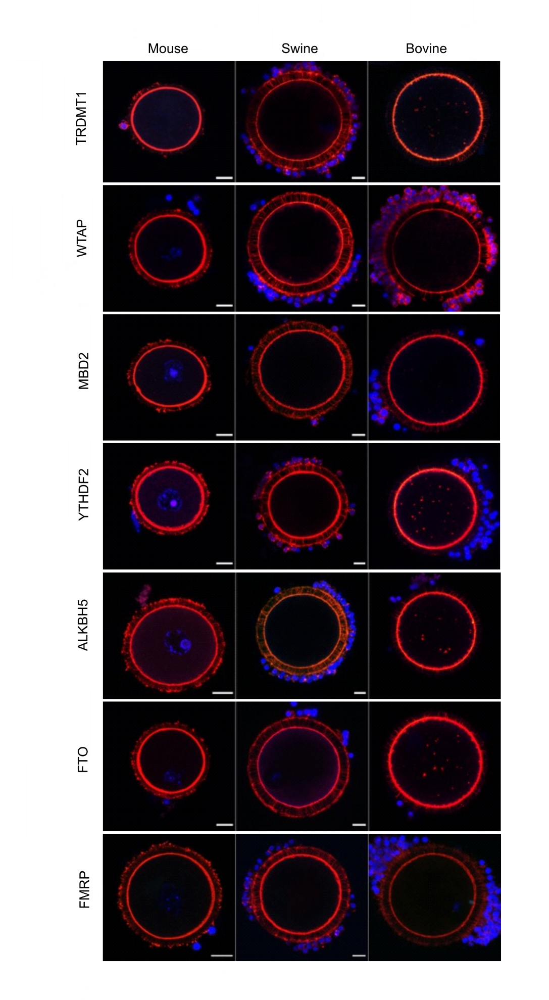 Mouse Swine Bovine
TRDMT1
WTAP
MBD2
YTHDF2
ALKBH5
FTO
FMRP